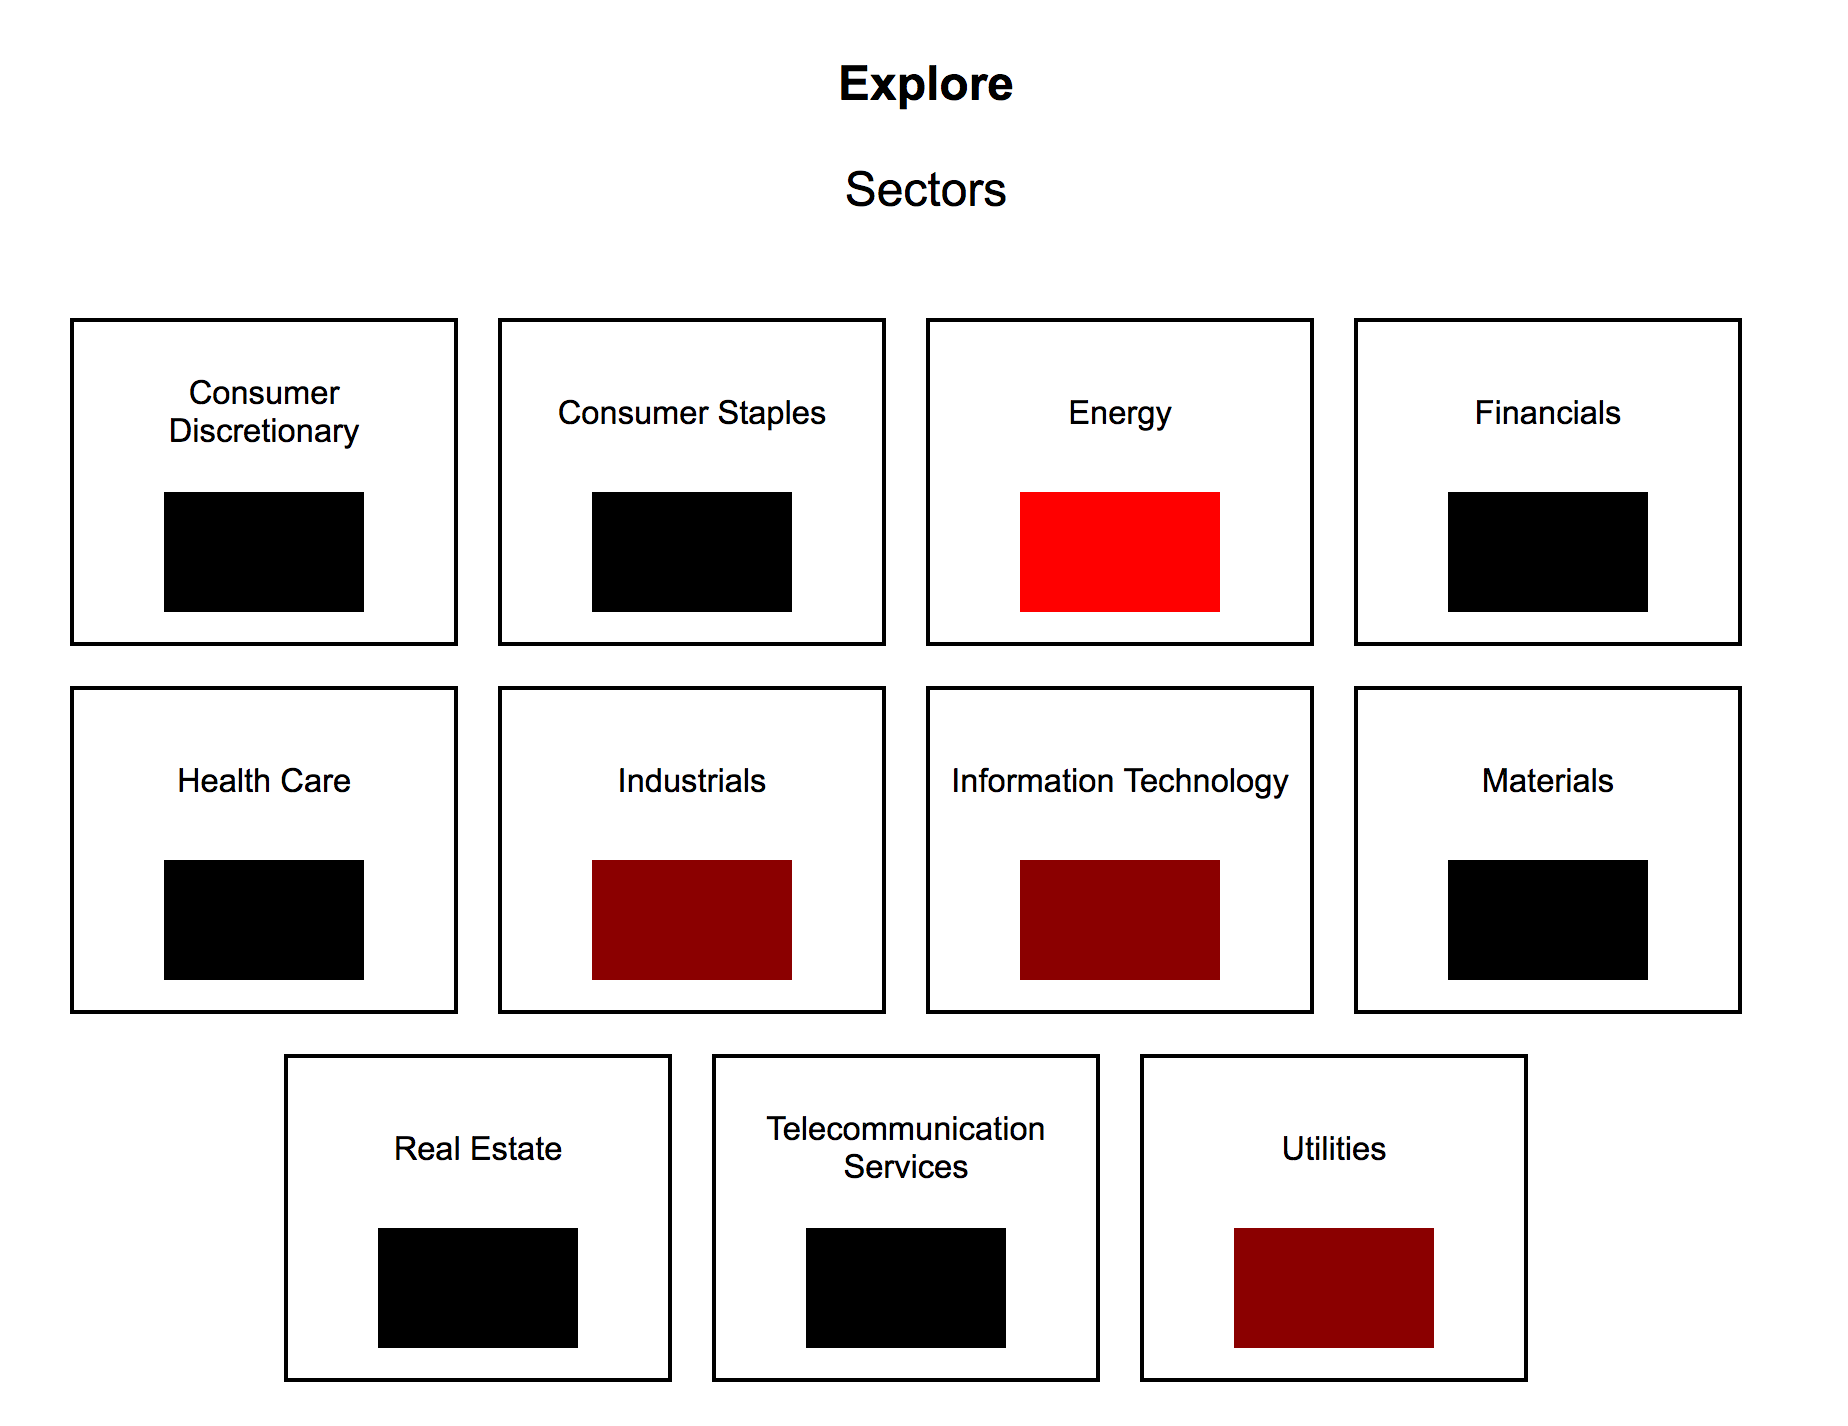 Explore
Sectors
Consumer
Discretionary
Consumer Staples
Energy
Financials
Health Care
Industrials
Information Technology
Materials
Real Estate
Telecommunication
Services
Utilities